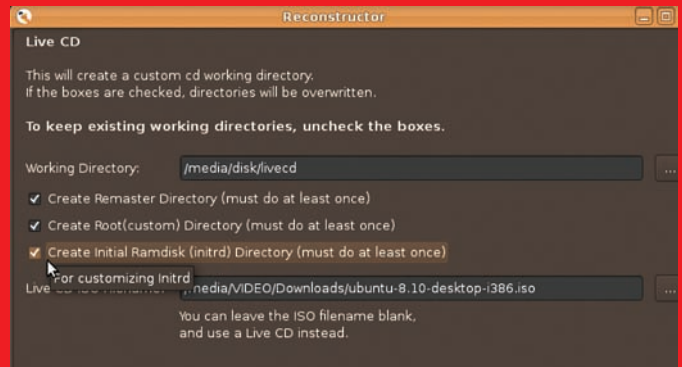 Reconstructor
Live CD
This will create a custom cd working directory.
If the boxes are checked, directories will be overwritten.
To keep existing working directories, uncheck the boxes.
Working Directory: /media/disk/livecd ...
Create Remaster Directory (must do at least once)
Create Root(custom) Directory (must do at least once)
Create Initial Ramdisk (initrd) Directory (must do at least once)
For customizing Initrd
Live CD ISO Filename: /media/VIDEO/Downloads/ubuntu-8.10-desktop-i386.iso ...
You can leave the ISO filename blank,
and use a Live CD instead.